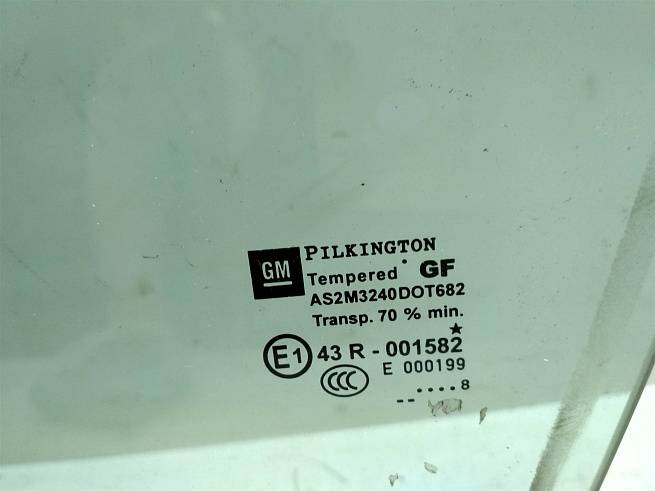 GM
PILKINGTON
Tempered GF
AS2M3240DOT682
Transp. 70 % min.
E1 43 R - 001582
CCC E 000199
-- ....8